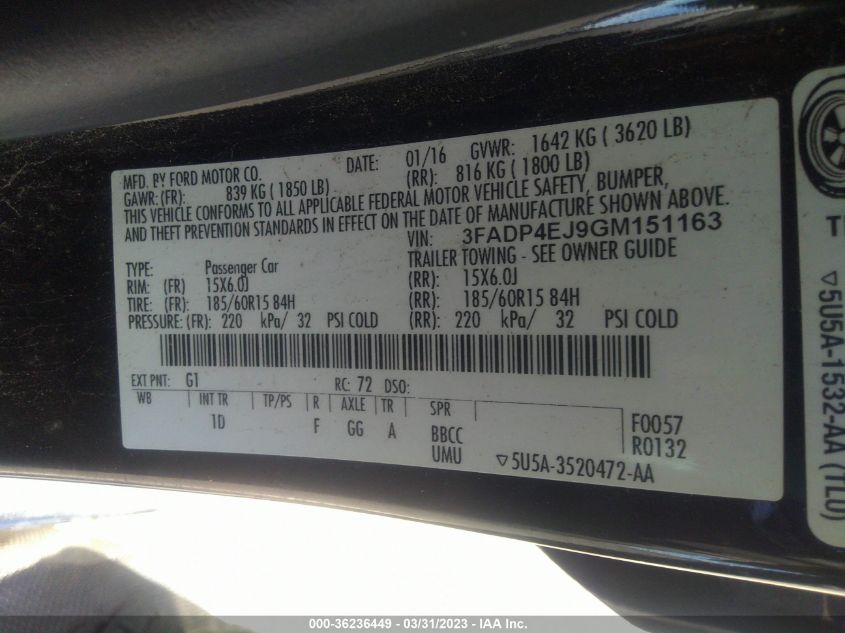 MFD. BY FORD MOTOR CO. DATE: 01/16 GVWR: 1642 KG ( 3620 LB)
GAWR: (FR): 839 KG ( 1850 LB) (RR): 816 KG ( 1800 LB)
THIS VEHICLE CONFORMS TO ALL APPLICABLE FEDERAL MOTOR VEHICLE SAFETY, BUMPER,
AND THEFT PREVENTION STANDARDS IN EFFECT ON THE DATE OF MANUFACTURE SHOWN ABOVE.
VIN: 3FADP4EJ9GM151163
TYPE: Passenger Car TRAILER TOWING - SEE OWNER GUIDE
RIM: (FR) 15X6.0J (RR): 15X6.0J
TIRE: (FR): 185/60R15 84H (RR): 185/60R15 84H
PRESSURE: (FR): 220 kPa/ 32 PSI COLD (RR): 220 kPa/ 32 PSI COLD
EXT PNT: G1 RC: 72 DSO:
WB INT TR TP/PS R AXLE TR SPR
1D F GG A BBCC F0057
UMU R0132
▽5U5A-3520472-AA
▽5U5A-1532-AA (TLU)
000-36236449 - 03/31/2023 - IAA Inc.